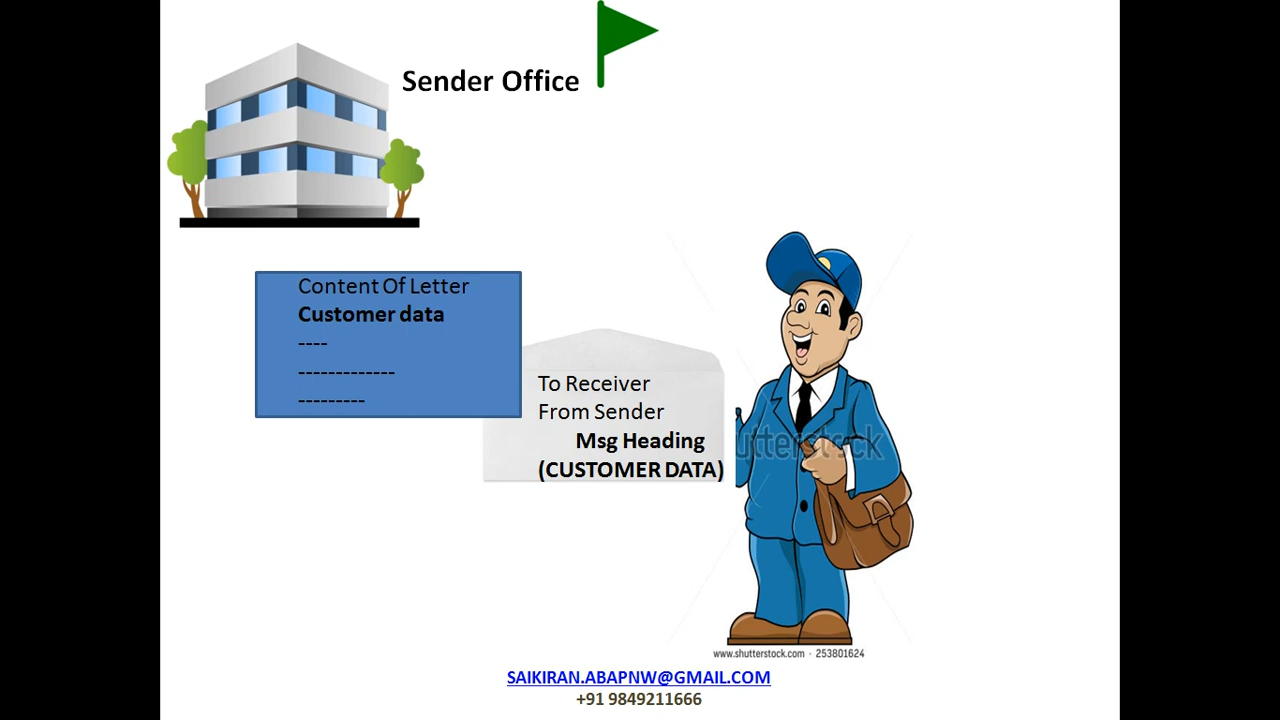 Sender Office
Content Of Letter
Customer data
----
-------------
---------
To Receiver
From Sender
Msg Heading
(CUSTOMER DATA)
shutterstock
www.shutterstock.com · 253801624
SAIKIRAN.ABAPNW@GMAIL.COM
+91 9849211666